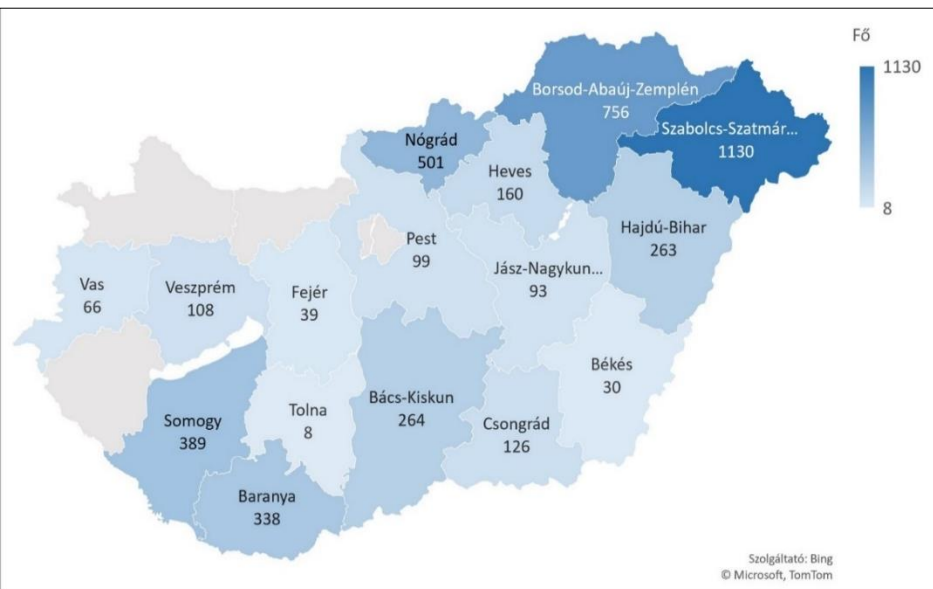 Fő
1130
8
Borsod-Abaúj-Zemplén
756
Szabolcs-Szatmár...
1130
Nógrád
501
Heves
160
Hajdú-Bihar
263
Pest
99
Jász-Nagykun...
93
Vas
66
Veszprém
108
Fejér
39
Békés
30
Bács-Kiskun
264
Tolna
8
Somogy
389
Csongrád
126
Baranya
338
Szolgáltató: Bing
© Microsoft, TomTom